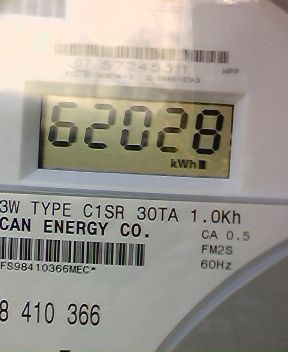 62028
kWh
3W TYPE C1SR 30TA 1.0Kh
CAN ENERGY CO.
CA 0.5
FM2S
FS98410366MEC*
60Hz
8 410 366